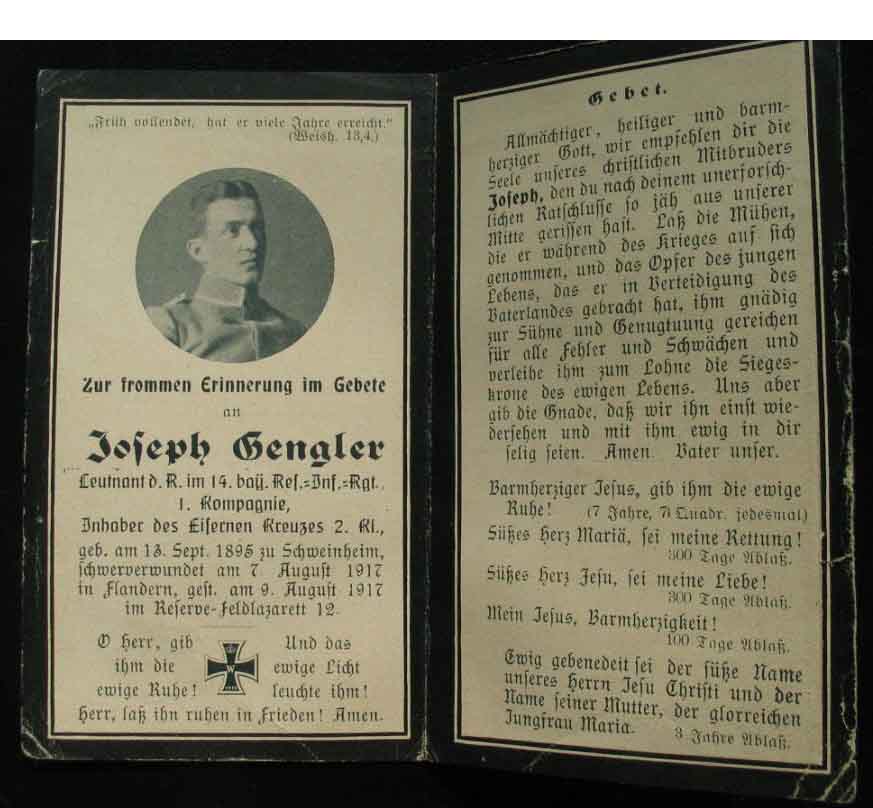 „Früh vollendet, hat er viele Jahre erreicht."
(Weish. 13,4.)
Zur frommen Erinnerung im Gebete
an
Joseph Gengler
Leutnant d. R. im 14. bay. Res.=Inf.=Rgt.
1. Kompagnie,
Inhaber des Eisernen Kreuzes 2. Kl.,
geb. am 13. Sept. 1895 zu Schweinheim,
schwerverwundet am 7. August 1917
in Flandern, gest. am 9. August 1917
im Reserve-Feldlazarett 12.
O Herr, gib
ihm die
ewige Ruhe!
W
1914
Und das
ewige Licht
leuchte ihm!
Herr, laß ihn ruhen in Frieden! Amen.
Gebet.
Allmächtiger, heiliger und barm-
herziger Gott, wir empfehlen dir die
Seele unseres christlichen Mitbruders
Joseph, den du nach deinem unerforsch-
lichen Ratschlusse so jäh aus unserer
Mitte gerissen hast. Laß die Mühen,
die er während des Krieges auf sich
genommen, und das Opfer des jungen
Lebens, das er in Verteidigung des
Vaterlandes gebracht hat, ihm gnädig
zur Sühne und Genugtuung gereichen
für alle Fehler und Schwächen und
verleihe ihm zum Lohne die Sieges-
krone des ewigen Lebens. Uns aber
gib die Gnade, daß wir ihn einst wie-
dersehen und mit ihm ewig in dir
selig seien. Amen. Vater unser.
Barmherziger Jesus, gib ihm die ewige
Ruhe! (7 Jahre, 7 Quadr. jedesmal)
Süßes Herz Mariä, sei meine Rettung!
300 Tage Ablaß.
Süßes Herz Jesu, sei meine Liebe!
300 Tage Ablaß.
Mein Jesus, Barmherzigkeit!
100 Tage Ablaß.
Ewig gebenedeit sei der süße Name
unseres Herrn Jesu Christi und der
Name seiner Mutter, der glorreichen
Jungfrau Maria. 3 Jahre Ablaß.